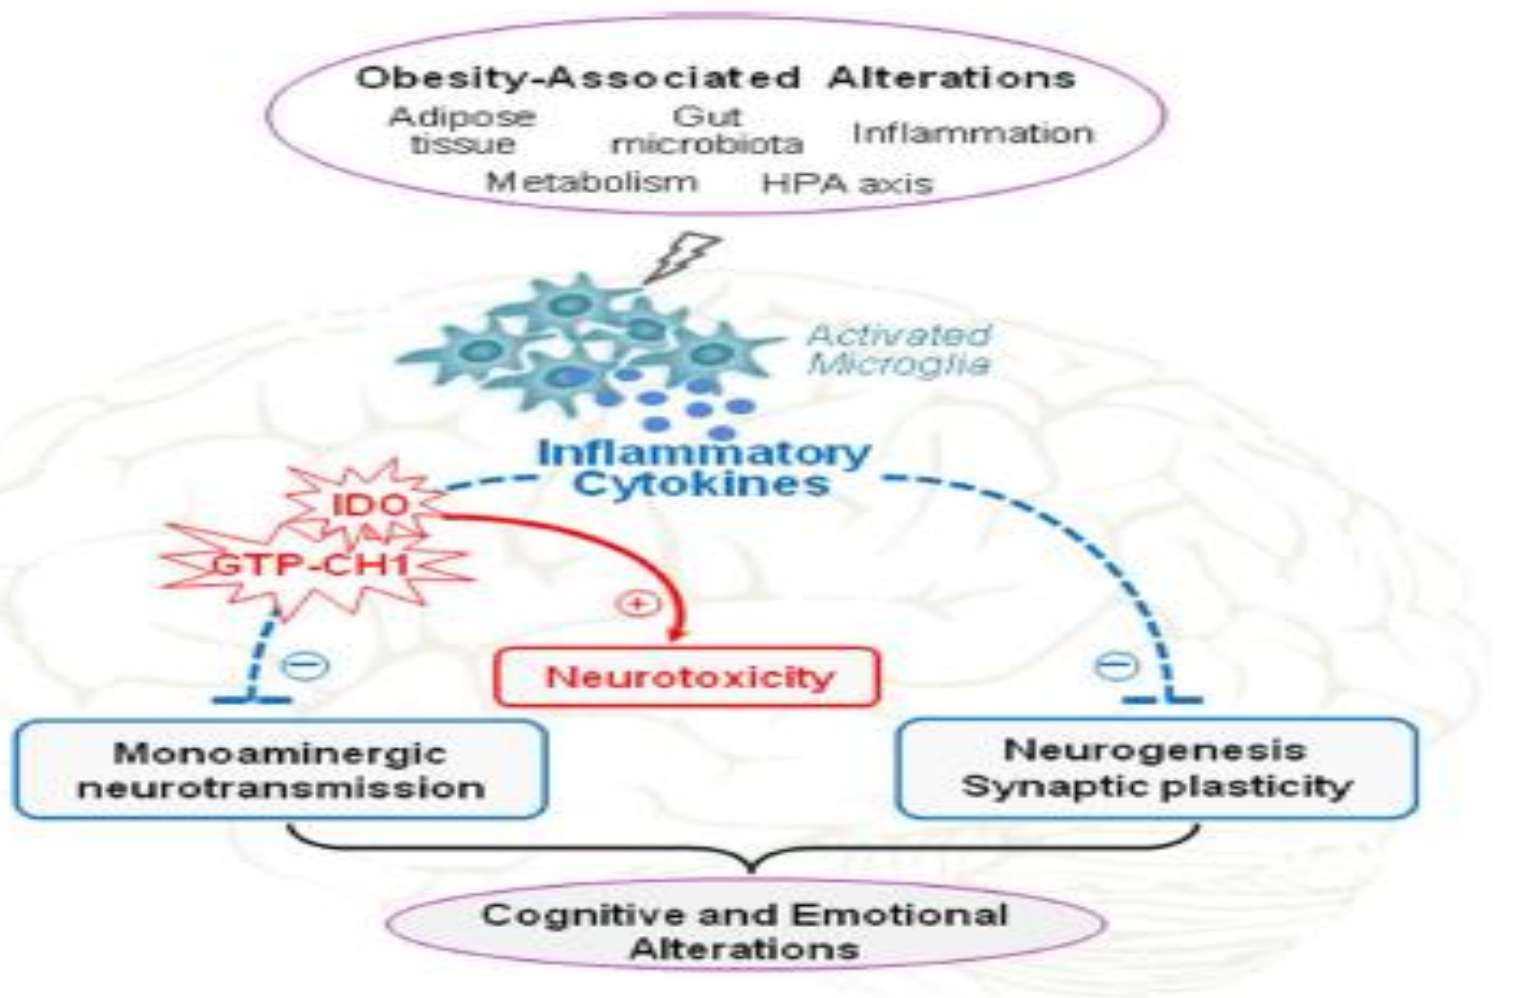 Obesity-Associated Alterations
Adipose tissue
Gut microbiota
Inflammation
Metabolism
HPA axis
Activated
Microglia
Inflammatory
Cytokines
IDO
GTP-CH1
+
−
−
Neurotoxicity
Monoaminergic
neurotransmission
Neurogenesis
Synaptic plasticity
Cognitive and Emotional
Alterations